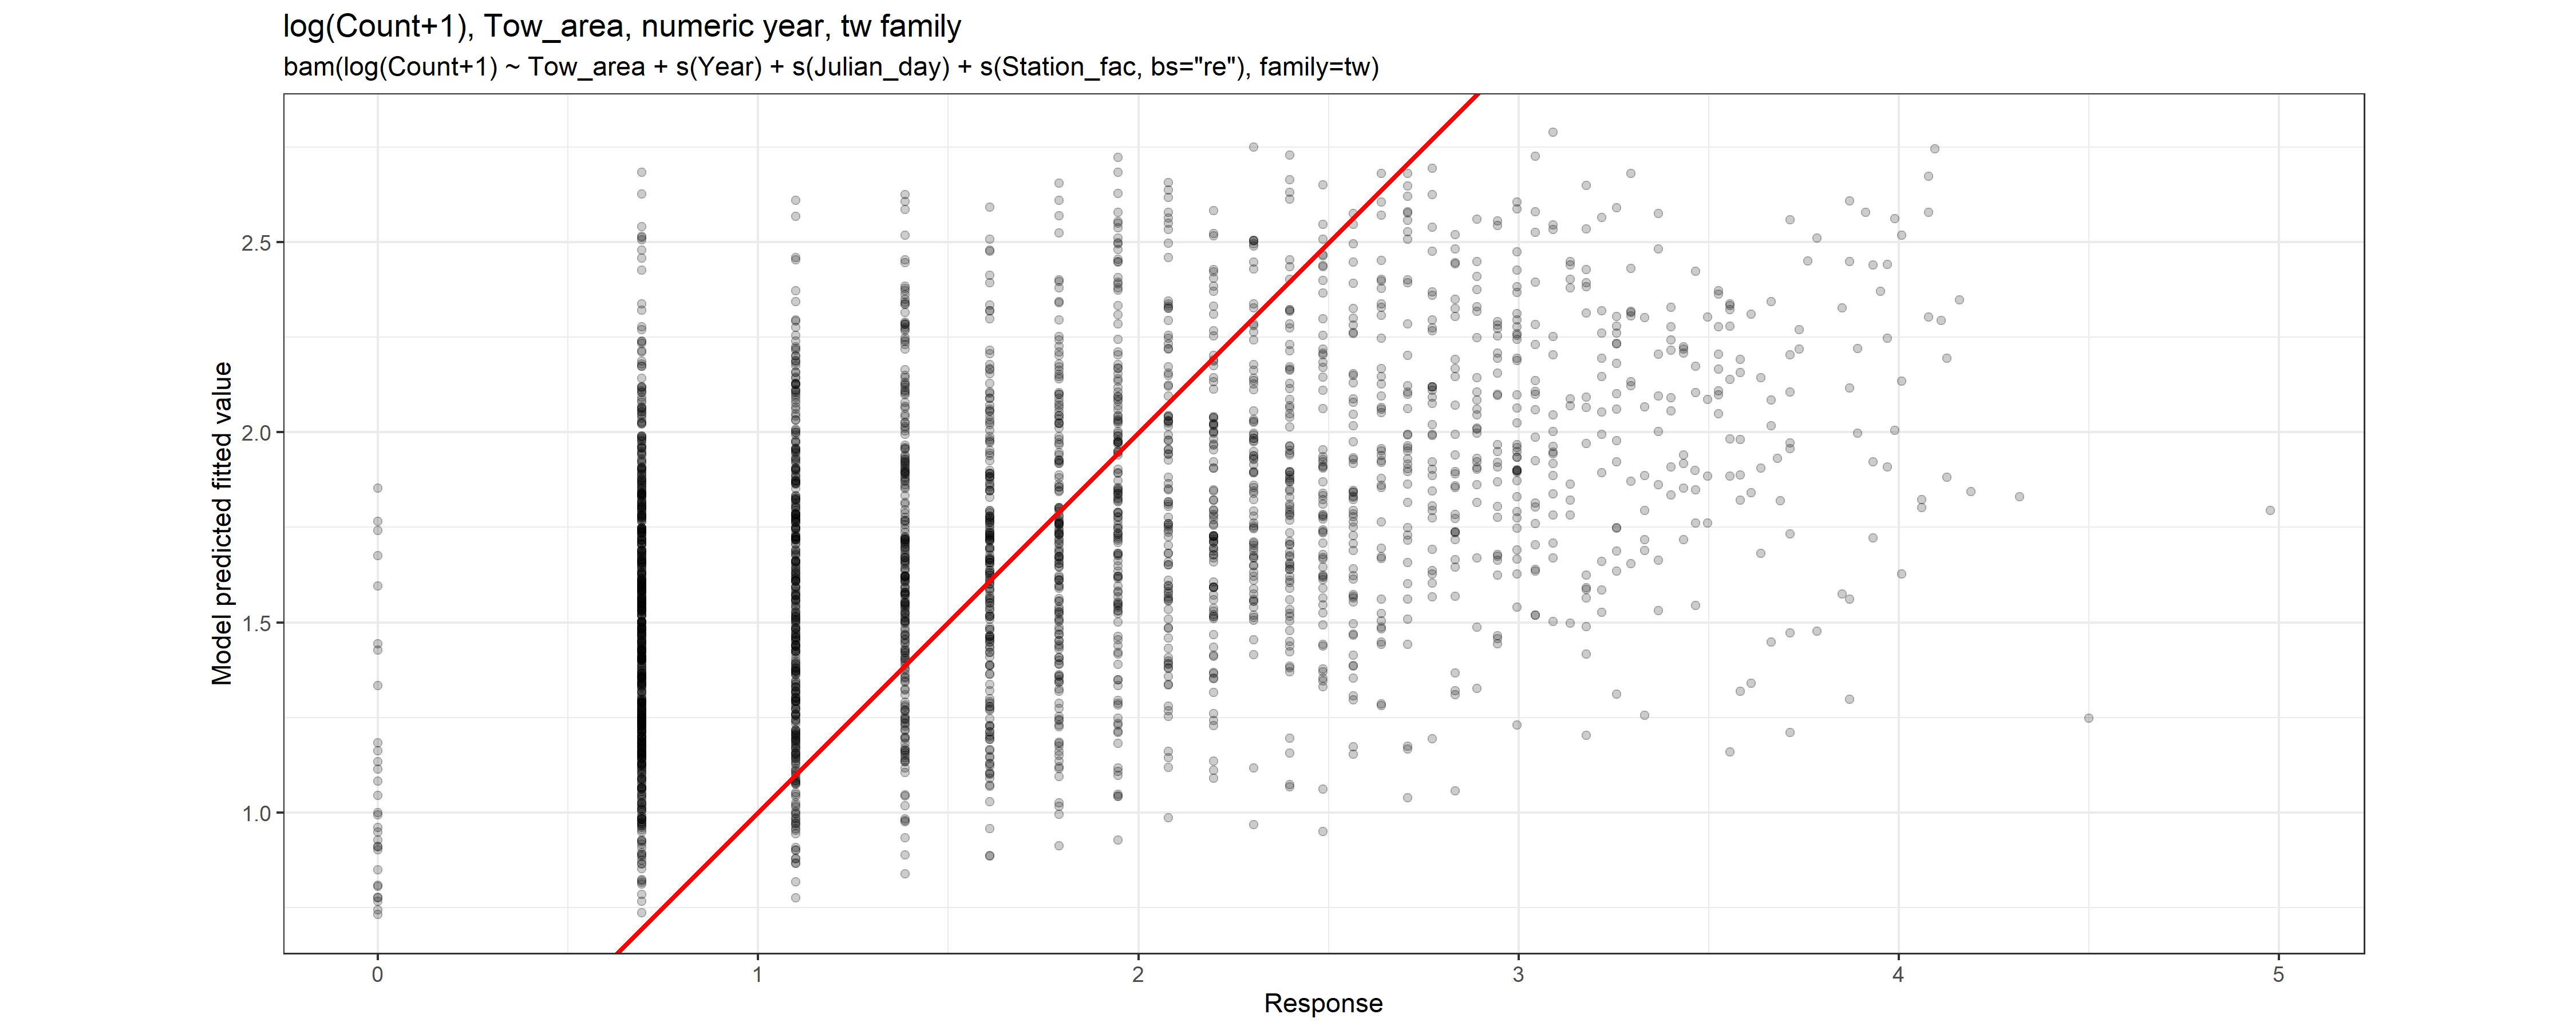 log(Count+1), Tow_area, numeric year, tw family
bam(log(Count+1) ~ Tow_area + s(Year) + s(Julian_day) + s(Station_fac, bs="re"), family=tw)
Model predicted fitted value
2.5
2.0
1.5
1.0
0 1 2 3 4 5
Response